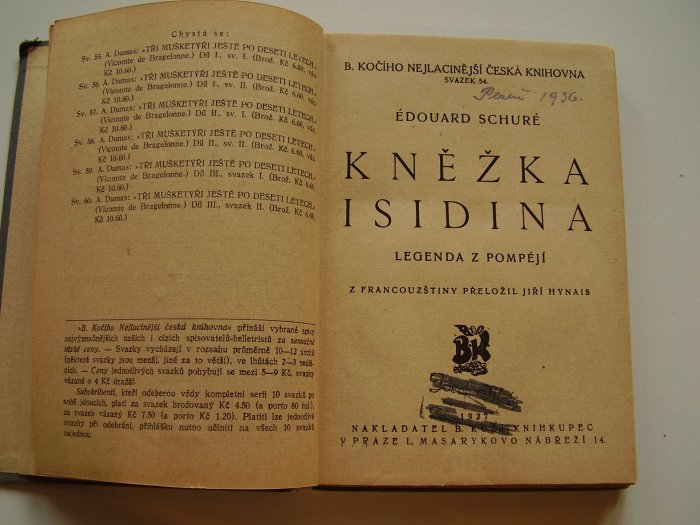 Chystá se:
Sv. 55. A. Dumas: »TŘI MUŠKETÝŘI JEŠTĚ PO DESETI LETECH«
(Vicomte de Bragelonne.) Díl I., sv. I. (Brož. Kč 6.60, váz.
Kč 10.60.)
Sv. 56. A. Dumas: »TŘI MUŠKETÝŘI JEŠTĚ PO DESETI LETECH«
(Vicomte de Bragelonne.) Díl I., sv. II. (Brož. Kč 6.60, váz.
Kč 10.60.)
Sv. 57. A. Dumas: »TŘI MUŠKETÝŘI JEŠTĚ PO DESETI LETECH«
(Vicomte de Bragelonne.) Díl II., sv. I. (Brož. Kč 6.60, váz.
Kč 10.60.)
Sv. 58. A. Dumas: »TŘI MUŠKETÝŘI JEŠTĚ PO DESETI LETECH«
(Vicomte de Bragelonne.) Díl II., sv. II. (Brož. Kč 6.60, váz.
Kč 10.60.)
Sv. 59. A. Dumas: »TŘI MUŠKETÝŘI JEŠTĚ PO DESETI LETECH«
(Vicomte de Bragelonne.) Díl III., svazek I. (Brož. Kč 6.60,
Kč 10.60.)
Sv. 60. A. Dumas: »TŘI MUŠKETÝŘI JEŠTĚ PO DESETI LETECH«
(Vicomte de Bragelonne.) Díl III., svazek II. (Brož. Kč 6.60,
Kč 10.60.)
»B. Kočího Nejlacinější česká knihovna« přináší vybrané spisy
nejvýznačnějších našich i cizích spisovatelů-belletristů za sensačně
nízké ceny. — Svazky vycházejí v rozsahu průměrně 10—12 archů
(některé svazky jsou menší, jiné za to větší), ve lhůtách 2—3 neděl-
ních. — Ceny jednotlivých svazků pohybují se mezi 5—9 Kč, svazky
vázané o 4 Kč dražší.
Subskribenti, kteří odeberou vždy kompletní serii 10 svazků po
sobě jdoucích, platí za svazek brožovaný Kč 4.50 (a porto 80 hal.),
za svazek vázaný Kč 7.50 (a porto Kč 1.20). Platiti lze jednotlivé
svazky při odebrání, přihlášku nutno učiniti na všech 10 svazků
najednou.
B. KOČÍHO NEJLACINĚJŠÍ ČESKÁ KNIHOVNA
SVAZEK 54.
1936.
ÉDOUARD SCHURÉ
KNĚŽKA
ISIDINA
LEGENDA Z POMPÉJÍ
Z FRANCOUZŠTINY PŘELOŽIL JIŘÍ HYNAIS
BK
1927
NAKLADATEL B. KOČÍ, KNIHKUPEC
V PRAZE I., MASARYKOVO NÁBŘEŽÍ 14.